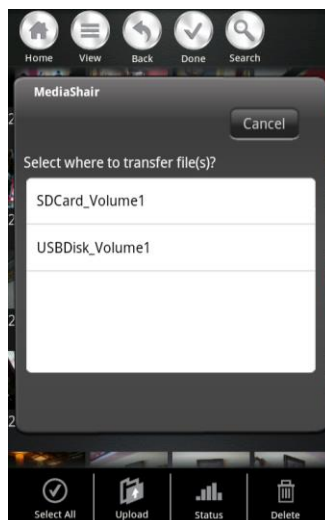 Home View Back Done Search
MediaShair
Cancel
Select where to transfer file(s)?
SDCard_Volume1
USBDisk_Volume1
Select All Upload Status Delete